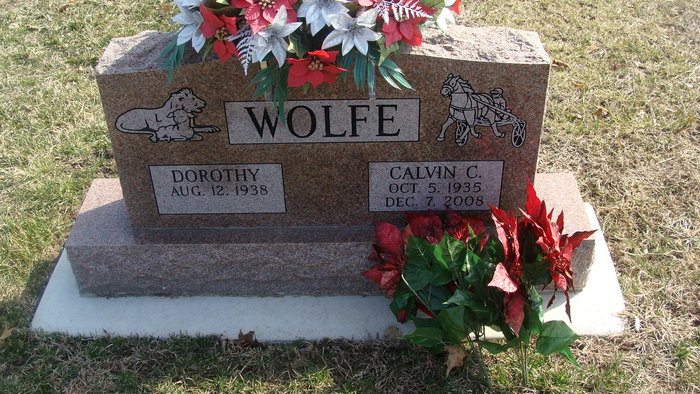 WOLFE
DOROTHY
AUG. 12. 1938
CALVIN C.
OCT. 5. 1935
DEC. 7. 2008